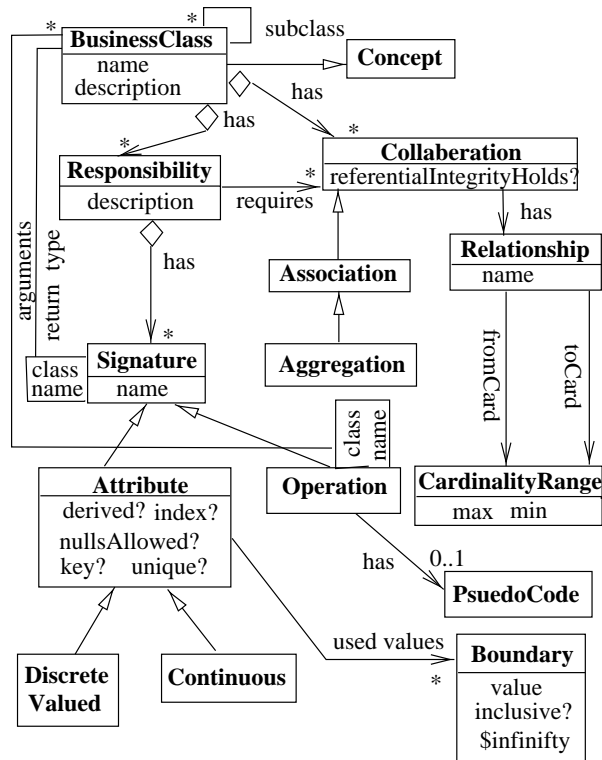 *
*
subclass
BusinessClass
name
description
Concept
has
has
*
*
Collaberation
referentialIntegrityHolds?
Responsibility
description
*
requires
has
has
Relationship
name
arguments
return type
Association
Aggregation
fromCard
toCard
*
Signature
name
class
name
class
name
Attribute
derived? index?
nullsAllowed?
key? unique?
Operation
CardinalityRange
max min
has
0..1
PsuedoCode
used values
*
Discrete
Valued
Continuous
Boundary
value
inclusive?
$infinifty